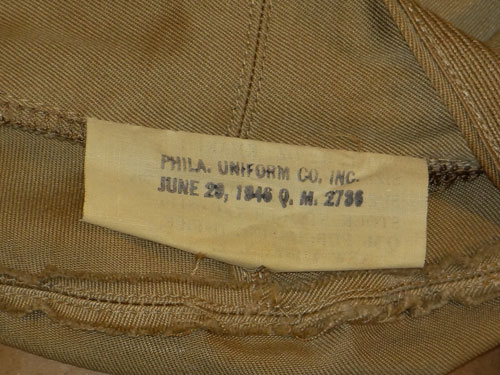 PHILA. UNIFORM CO. INC.
JUNE 28, 1946 Q. M. 2736